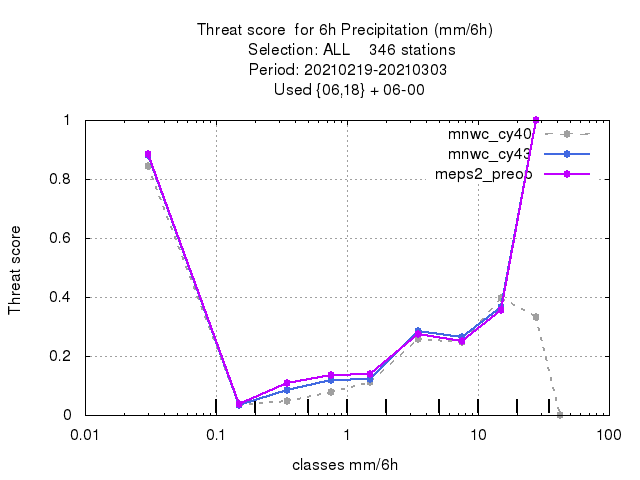 Threat score  for 6h Precipitation (mm/6h)
Selection: ALL    346 stations
Period: 20210219-20210303
Used {06,18} + 06-00
mnwc_cy40
mnwc_cy43
meps2_preop
Threat score
1
0.8
0.6
0.4
0.2
0
0.01
0.1
1
10
100
classes mm/6h